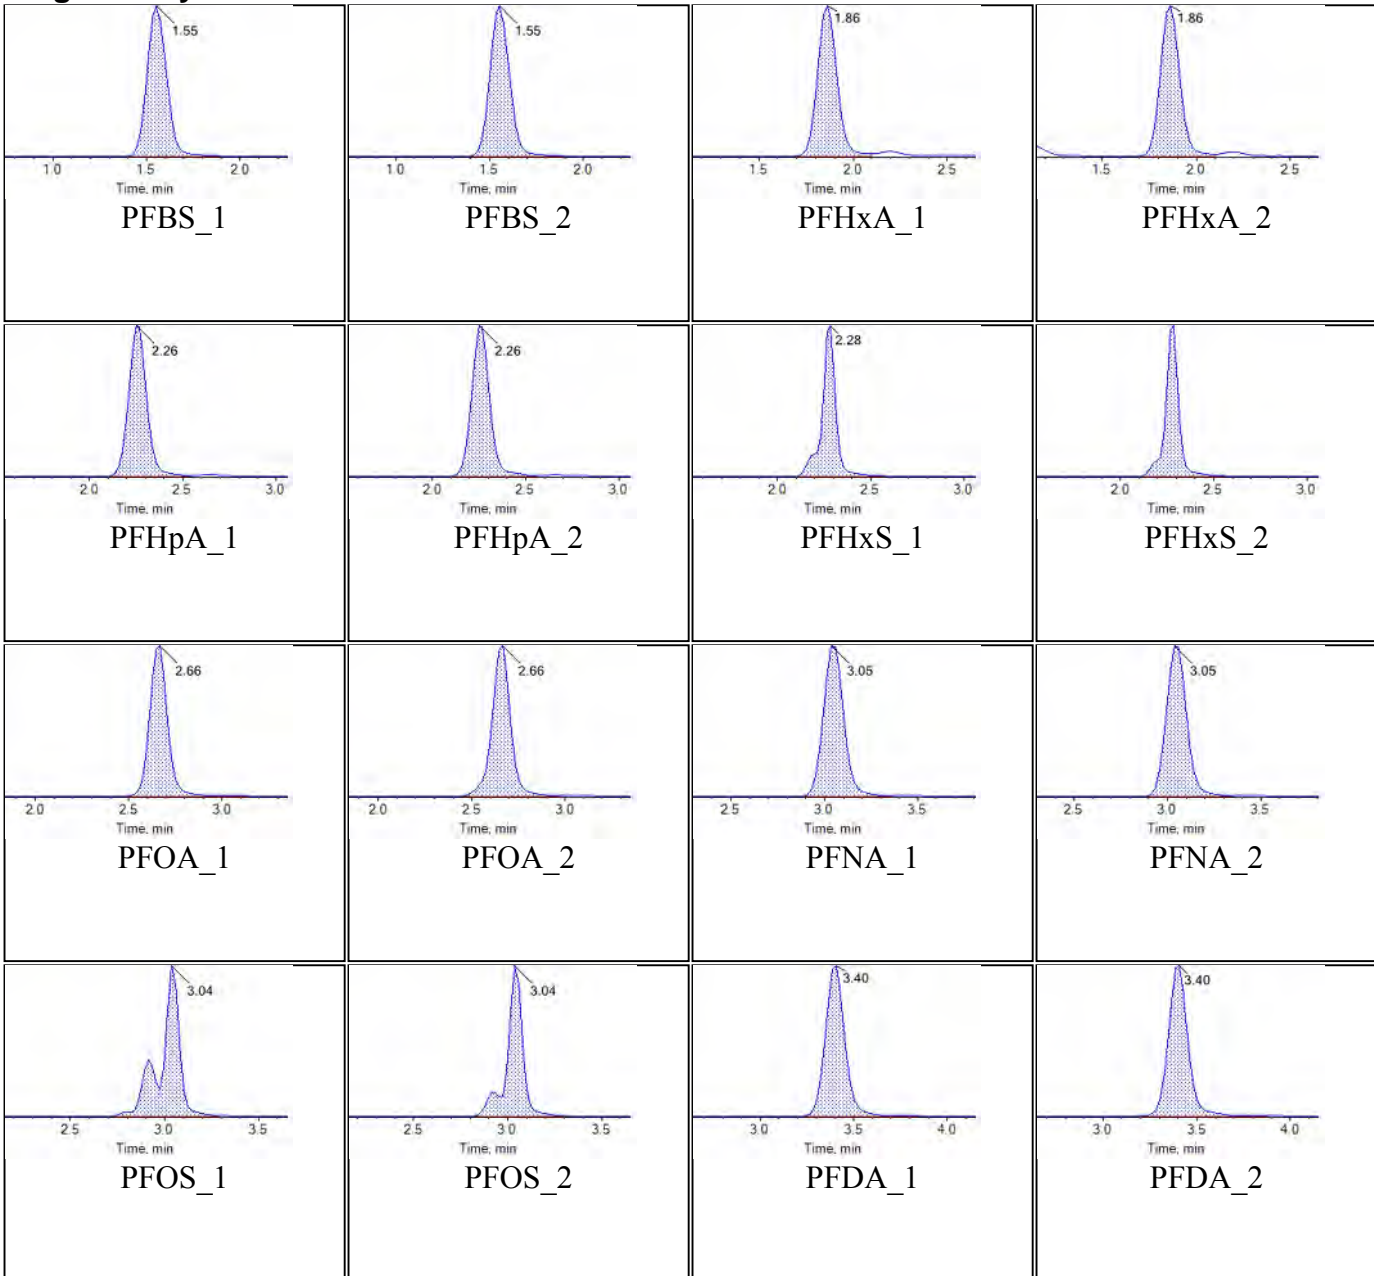 1.55
1.0 1.5 2.0
Time, min
PFBS_1
1.55
1.0 1.5 2.0
Time, min
PFBS_2
1.86
1.5 2.0 2.5
Time, min
PFHxA_1
1.86
1.5 2.0 2.5
Time, min
PFHxA_2
2.26
2.0 2.5 3.0
Time, min
PFHpA_1
2.26
2.0 2.5 3.0
Time, min
PFHpA_2
2.28
2.0 2.5 3.0
Time, min
PFHxS_1
2.0 2.5 3.0
Time, min
PFHxS_2
2.66
2.0 2.5 3.0
Time, min
PFOA_1
2.66
2.0 2.5 3.0
Time, min
PFOA_2
3.05
2.5 3.0 3.5
Time, min
PFNA_1
3.05
2.5 3.0 3.5
Time, min
PFNA_2
3.04
2.5 3.0 3.5
Time, min
PFOS_1
3.04
2.5 3.0 3.5
Time, min
PFOS_2
3.40
3.0 3.5 4.0
Time, min
PFDA_1
3.40
3.0 3.5 4.0
Time, min
PFDA_2